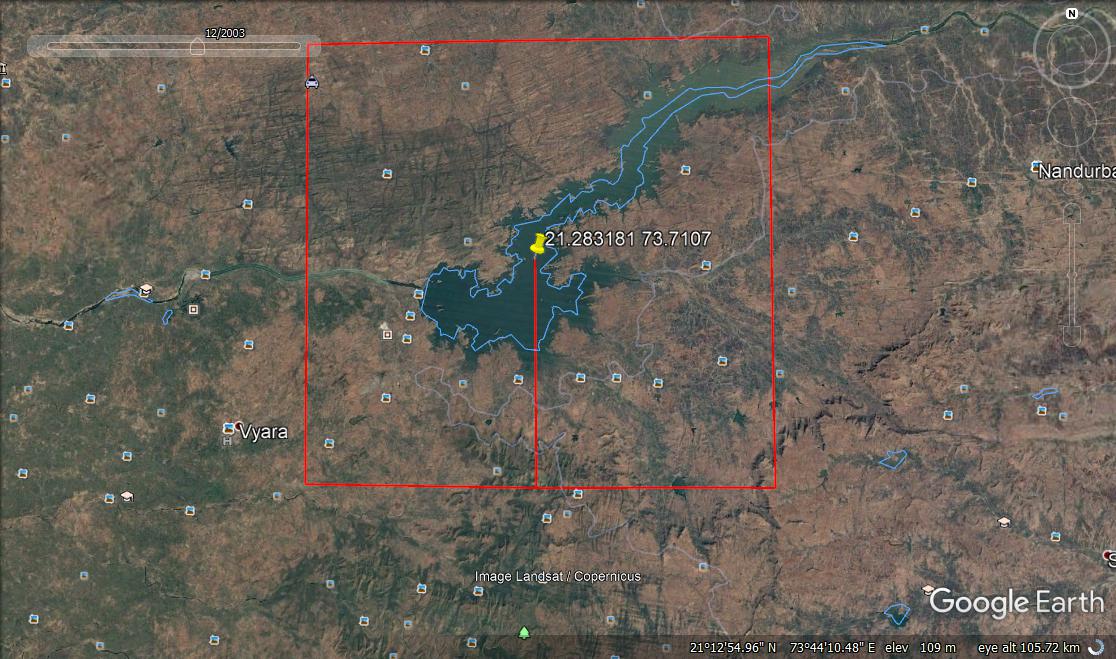 12/2003
N
Nandurba
21.283181 73.7107
Vyara
H
S
Image Landsat / Copernicus
Google Earth
21°12'54.96" N 73°44'10.48" E elev 109 m eye alt 105.72 km